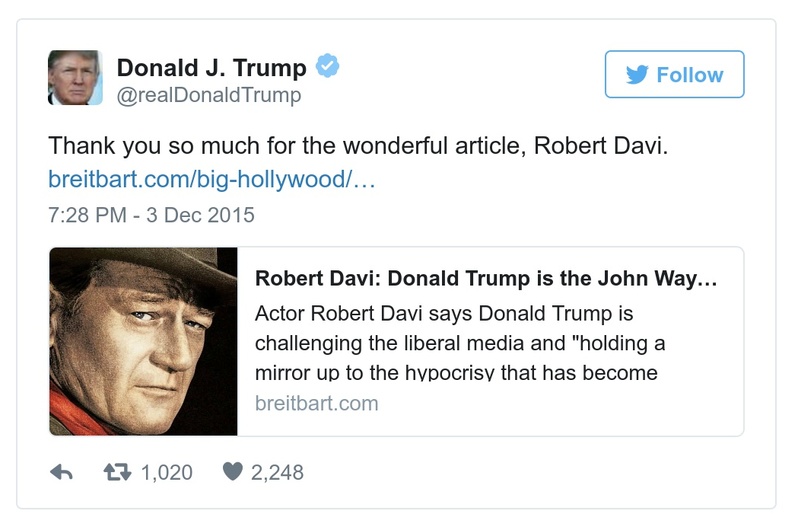 Donald J. Trump
@realDonaldTrump
Follow
Thank you so much for the wonderful article, Robert Davi.
breitbart.com/big-hollywood/…
7:28 PM - 3 Dec 2015
Robert Davi: Donald Trump is the John Way…
Actor Robert Davi says Donald Trump is
challenging the liberal media and "holding a
mirror up to the hypocrisy that has become
breitbart.com
1,020 2,248